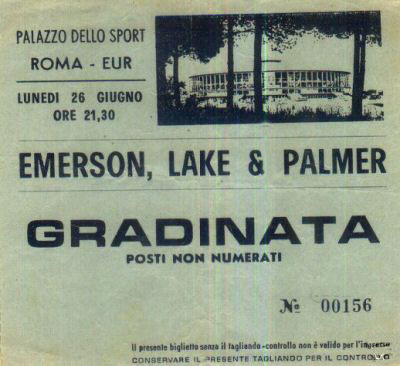 PALAZZO DELLO SPORT
ROMA - EUR
LUNEDI 26 GIUGNO
ORE 21,30
EMERSON, LAKE & PALMER
GRADINATA
POSTI NON NUMERATI
№ 00156
Il presente biglietto senza il tagliando-controllo non è valido per l'ingresso
CONSERVARE IL PRESENTE TAGLIANDO PER IL CONTROLLO